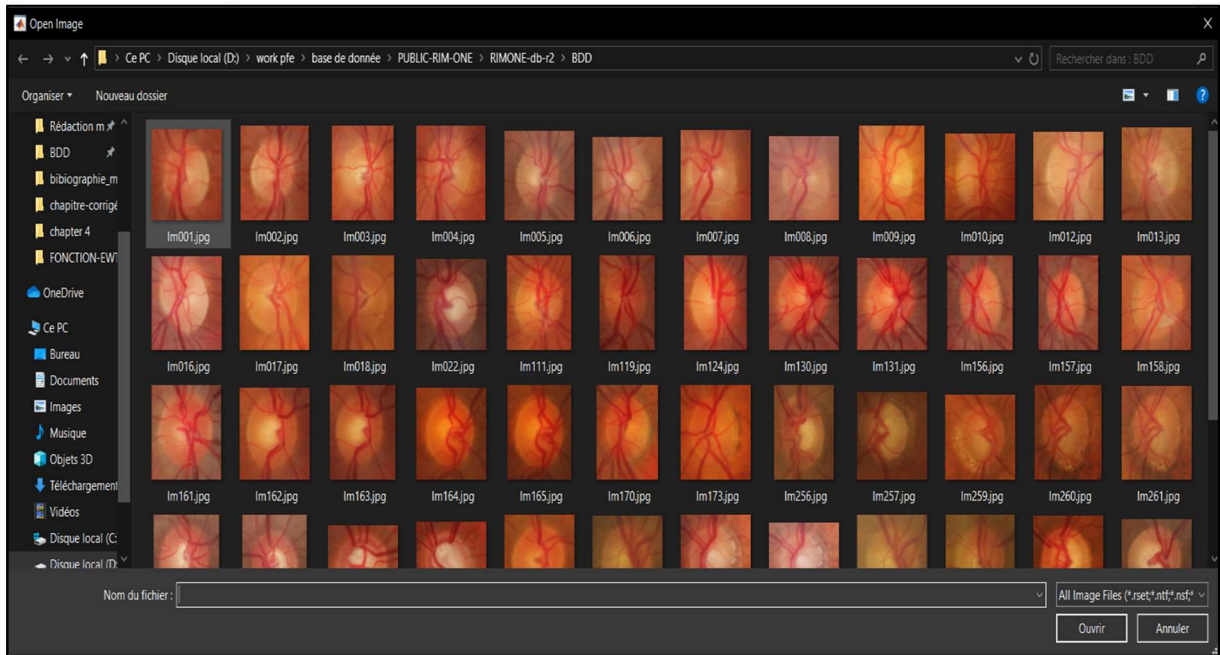 Open Image
X
Ce PC > Disque local (D:) > work pfe > base de donnée > PUBLIC-RIM-ONE > RIMONE-db-r2 > BDD
Rechercher dans : BDD
Organiser
Nouveau dossier
Rédaction m
BDD
bibiographie_m
chapitre-corrigé
chapter 4
FONCTION-EWT
OneDrive
Ce PC
Bureau
Documents
Images
Musique
Objets 3D
Téléchargement
Vidéos
Disque local (C:
Disque local (D:
Im001.jpg Im002.jpg Im003.jpg Im004.jpg Im005.jpg Im006.jpg Im007.jpg Im008.jpg Im009.jpg Im010.jpg Im012.jpg Im013.jpg
Im016.jpg Im017.jpg Im018.jpg Im022.jpg Im111.jpg Im119.jpg Im124.jpg Im130.jpg Im131.jpg Im156.jpg Im157.jpg Im158.jpg
Im161.jpg Im162.jpg Im163.jpg Im164.jpg Im165.jpg Im170.jpg Im173.jpg Im256.jpg Im257.jpg Im259.jpg Im260.jpg Im261.jpg
Nom du fichier :
All Image Files (*.rset;*.ntf;*.nsf;*
Ouvrir
Annuler